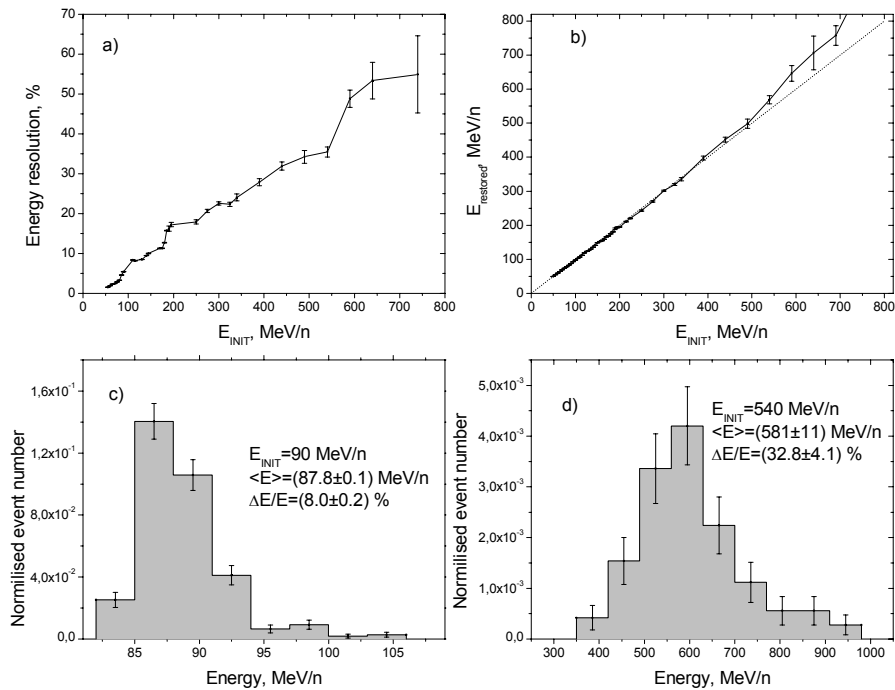 a)
Energy resolution, %
70
60
50
40
30
20
10
0
0 100 200 300 400 500 600 700 800
E_INIT, MeV/n
b)
E_restored, MeV/n
800
700
600
500
400
300
200
100
0
0 200 400 600 800
E_INIT, MeV/n
c)
Normilised event number
1,6x10⁻¹
1,2x10⁻¹
8,0x10⁻²
4,0x10⁻²
0,0
E_INIT=90 MeV/n
<E>=(87.8±0.1) MeV/n
ΔE/E=(8.0±0.2) %
85 90 95 100 105
Energy, MeV/n
d)
Normilised event number
5,0x10⁻³
4,0x10⁻³
3,0x10⁻³
2,0x10⁻³
1,0x10⁻³
0,0
E_INIT=540 MeV/n
<E>=(581±11) MeV/n
ΔE/E=(32.8±4.1) %
300 400 500 600 700 800 900 1000
Energy, MeV/n